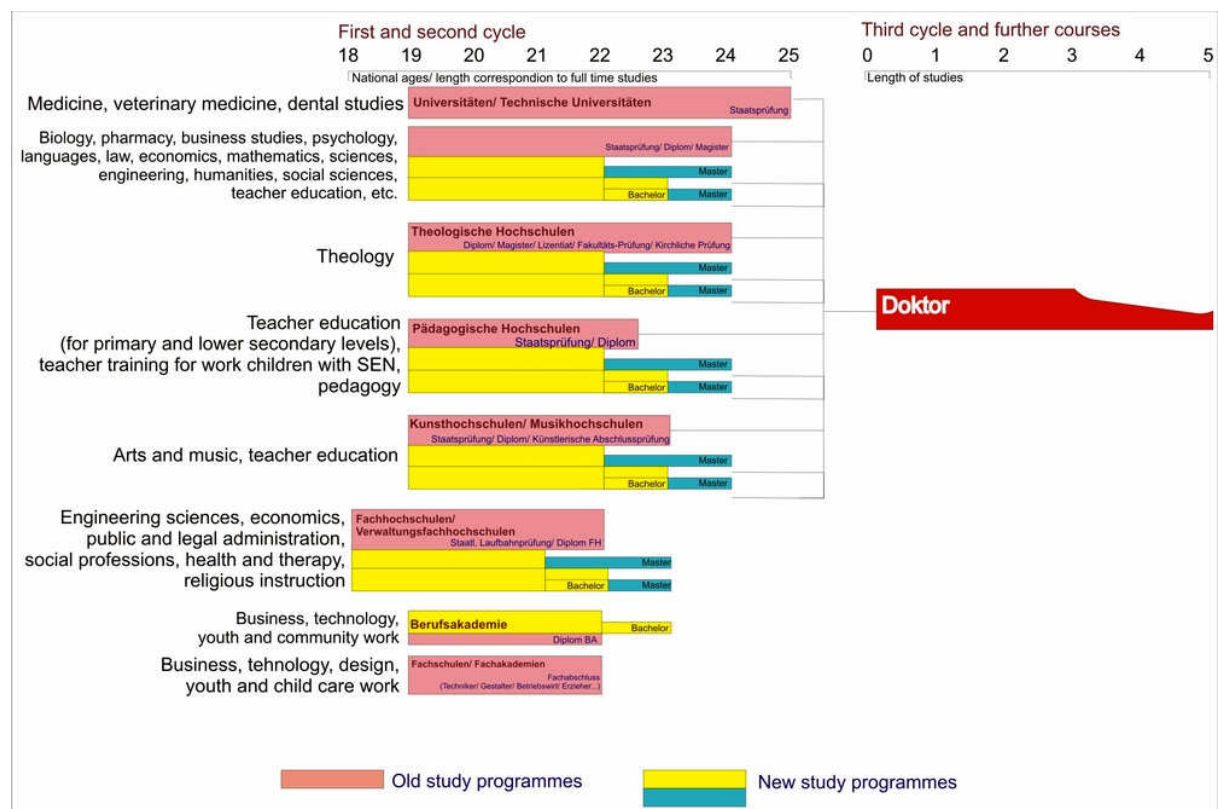 First and second cycle
Third cycle and further courses
18 19 20 21 22 23 24 25
0 1 2 3 4 5
National ages/ length correspondion to full time studies
Length of studies
Medicine, veterinary medicine, dental studies
Universitäten/ Technische Universitäten
Staatsprüfung
Biology, pharmacy, business studies, psychology,
languages, law, economics, mathematics, sciences,
engineering, humanities, social sciences,
teacher education, etc.
Staatsprüfung/ Diplom/ Magister
Master
Bachelor
Master
Theology
Theologische Hochschulen
Diplom/ Magister/ Lizentiat/ Fakultäts-Prüfung/ Kirchliche Prüfung
Master
Bachelor
Master
Doktor
Teacher education
(for primary and lower secondary levels),
teacher training for work children with SEN,
pedagogy
Pädagogische Hochschulen
Staatsprüfung/ Diplom
Master
Bachelor
Master
Arts and music, teacher education
Kunsthochschulen/ Musikhochschulen
Staatsprüfung/ Diplom/ Künstlerische Abschlussprüfung
Master
Bachelor
Master
Engineering sciences, economics,
public and legal administration,
social professions, health and therapy,
religious instruction
Fachhochschulen/
Verwaltungsfachhochschulen
Staatl. Laufbahnprüfung/ Diplom FH
Master
Bachelor
Master
Business, technology,
youth and community work
Berufsakademie
Bachelor
Diplom BA
Business, tehnology, design,
youth and child care work
Fachschulen/ Fachakademien
Fachabschluss
(Techniker/ Gestalter/ Betriebswirt/ Erzieher...)
Old study programmes
New study programmes